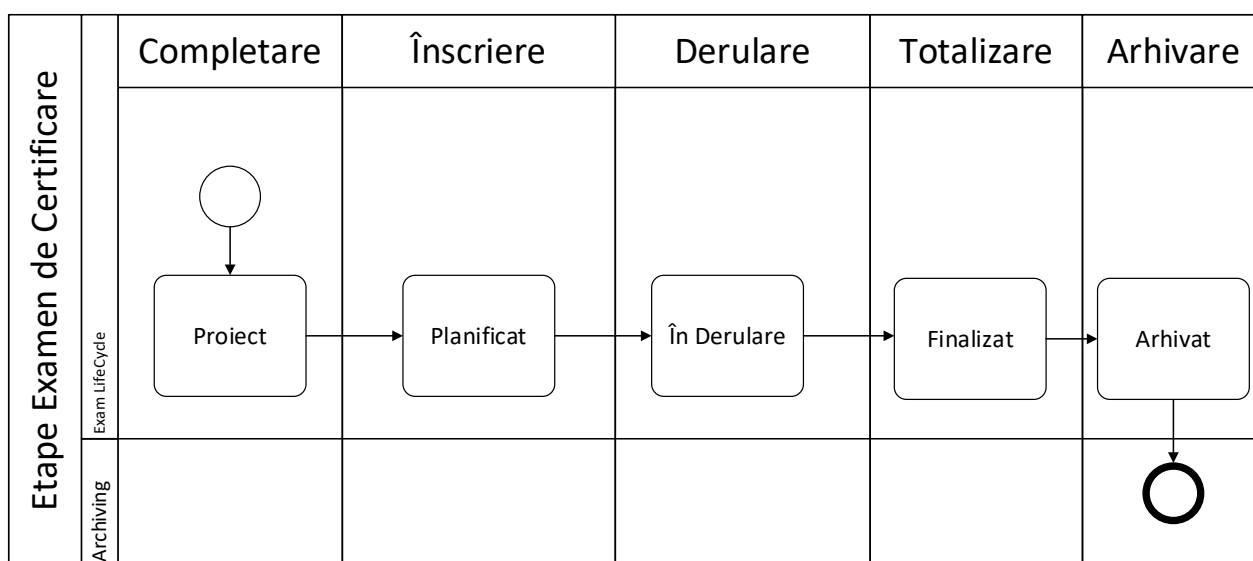 Etape Examen de Certificare
Completare
Înscriere
Derulare
Totalizare
Arhivare
Exam LifeCycle
Proiect
Planificat
În Derulare
Finalizat
Arhivat
Archiving